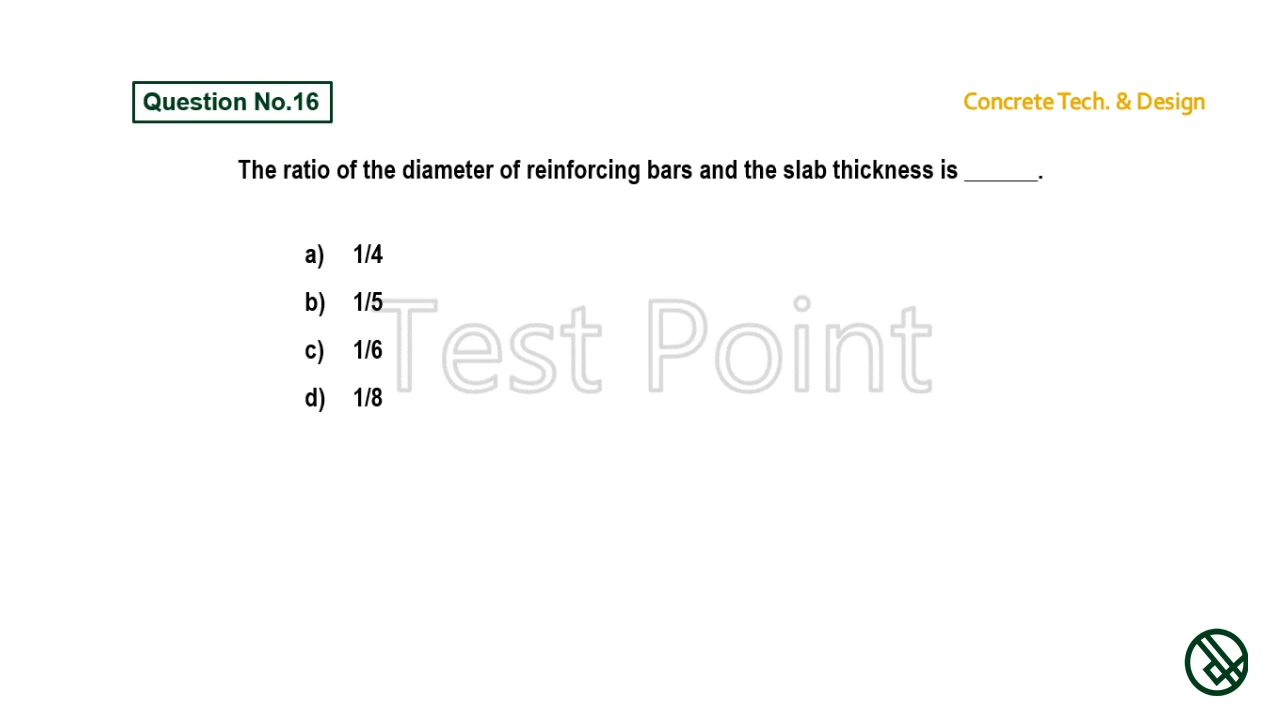 Question No.16
Concrete Tech. & Design
The ratio of the diameter of reinforcing bars and the slab thickness is ______.
a) 1/4
b) 1/5
c) 1/6
d) 1/8
Test Point